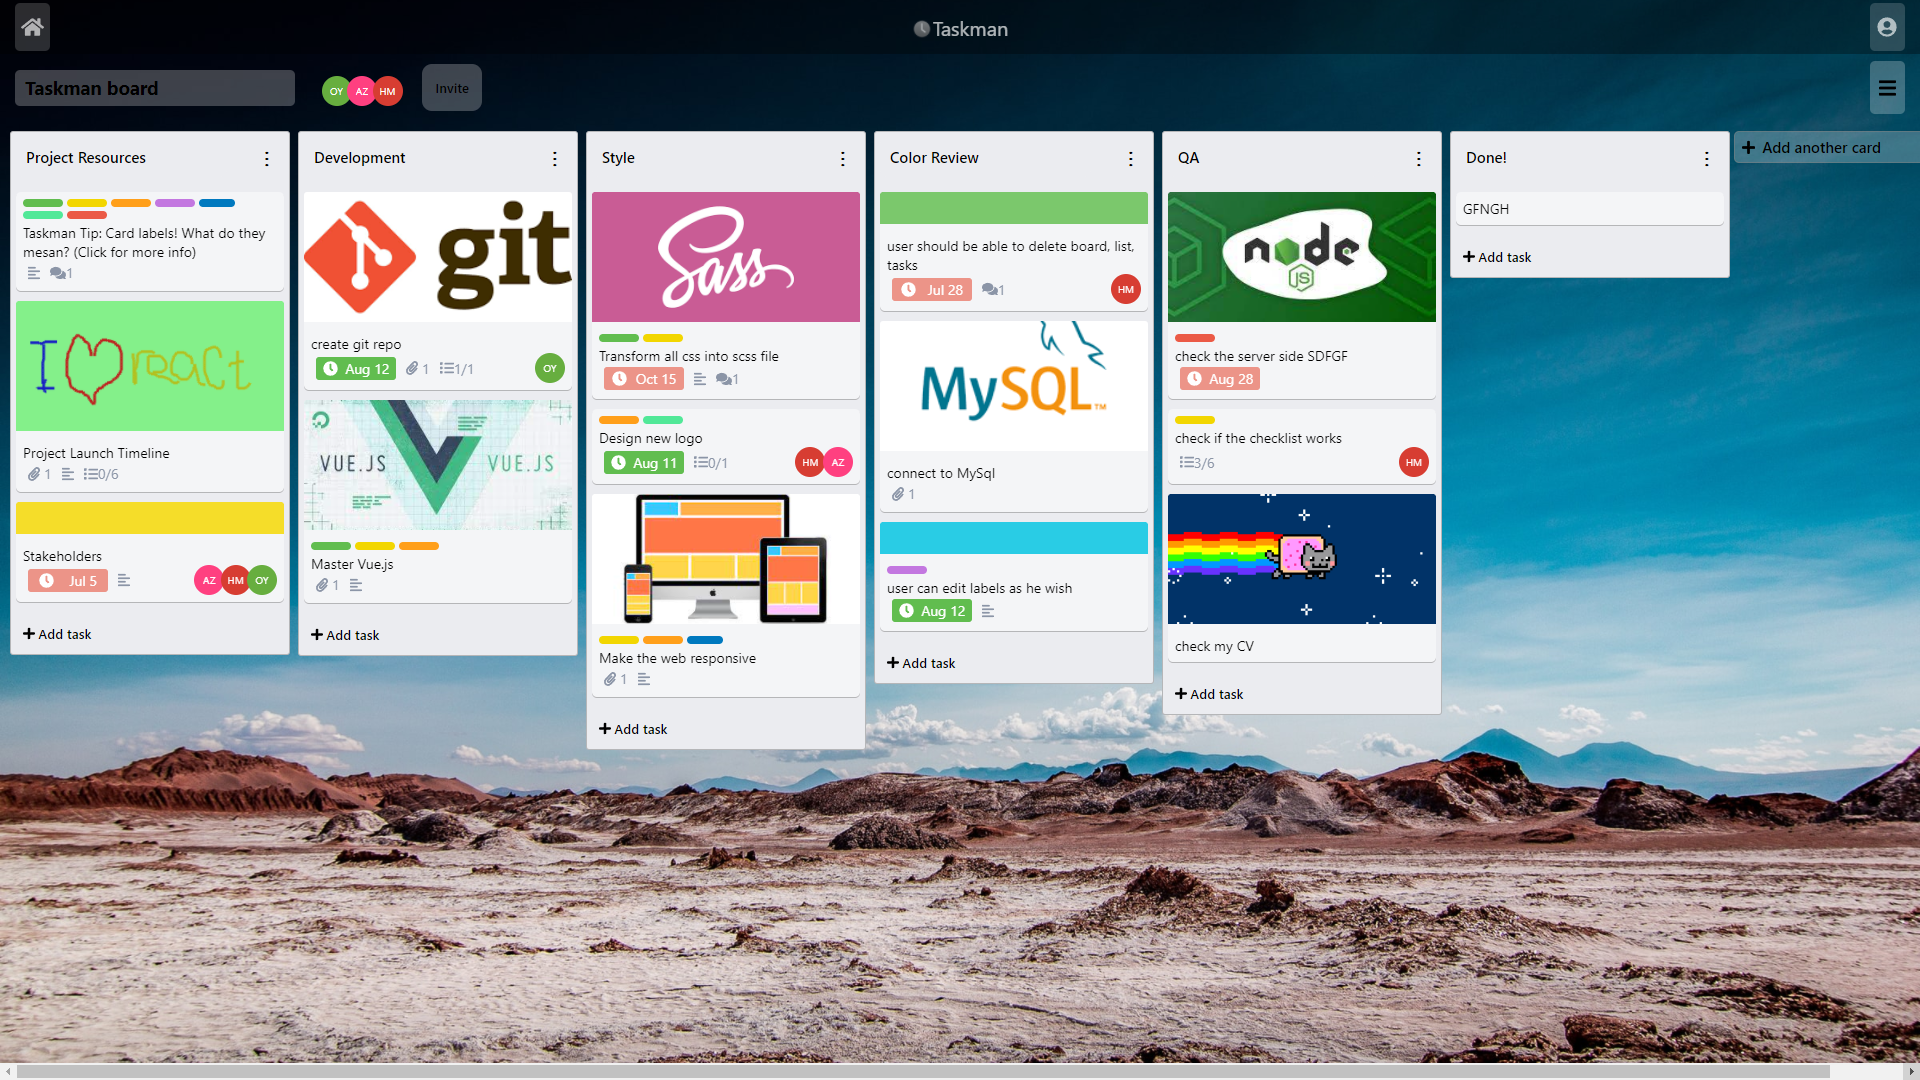 Taskman
Taskman board
OY AZ HM
Invite
Project Resources
Taskman Tip: Card labels! What do they
mesan? (Click for more info)
1
I react
Project Launch Timeline
1 0/6
Stakeholders
Jul 5
AZ HM OY
Add task
Development
git
create git repo
Aug 12 1 1/1
OY
VUE.JS VUE.JS
Master Vue.js
1
Add task
Style
Sass
Transform all css into scss file
Oct 15 1
Design new logo
Aug 11 0/1
HM AZ
Make the web responsive
1
Add task
Color Review
user should be able to delete board, list,
tasks
Jul 28 1
HM
MySQL™
connect to MySql
1
user can edit labels as he wish
Aug 12
Add task
QA
node
JS
check the server side SDFGF
Aug 28
check if the checklist works
3/6
HM
check my CV
Add task
Done!
GFNGH
Add task
Add another card